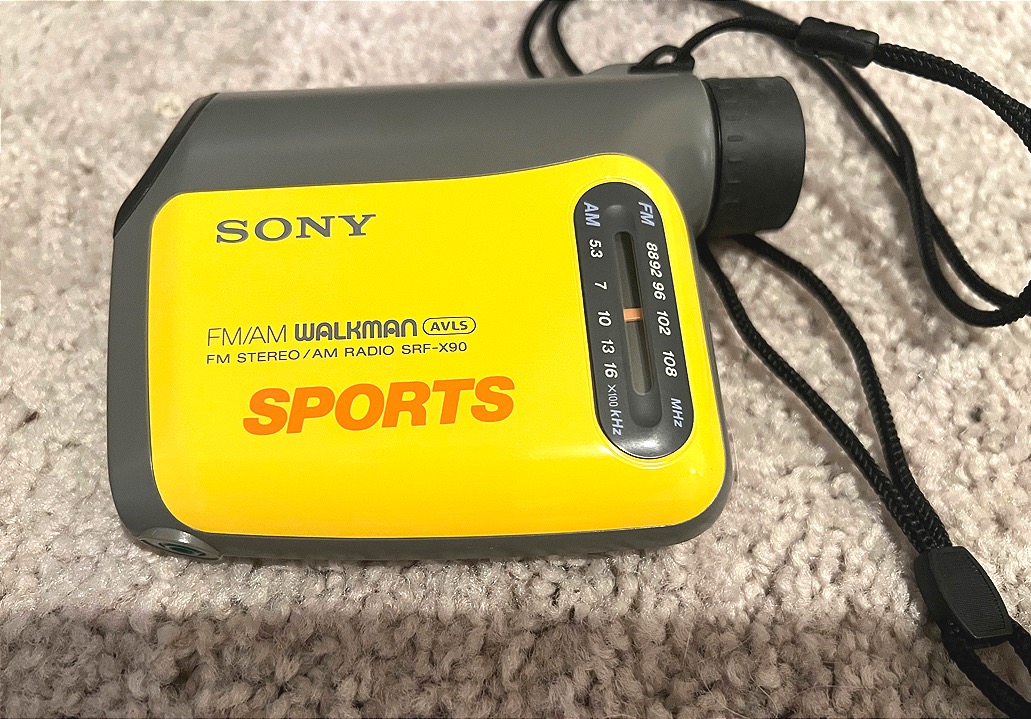 SONY
FM/AM WALKMAN AVLS
FM STEREO/AM RADIO SRF-X90
SPORTS
FM 88 92 96 102 108 MHz
AM 5.3 7 10 13 16 ×100 kHz